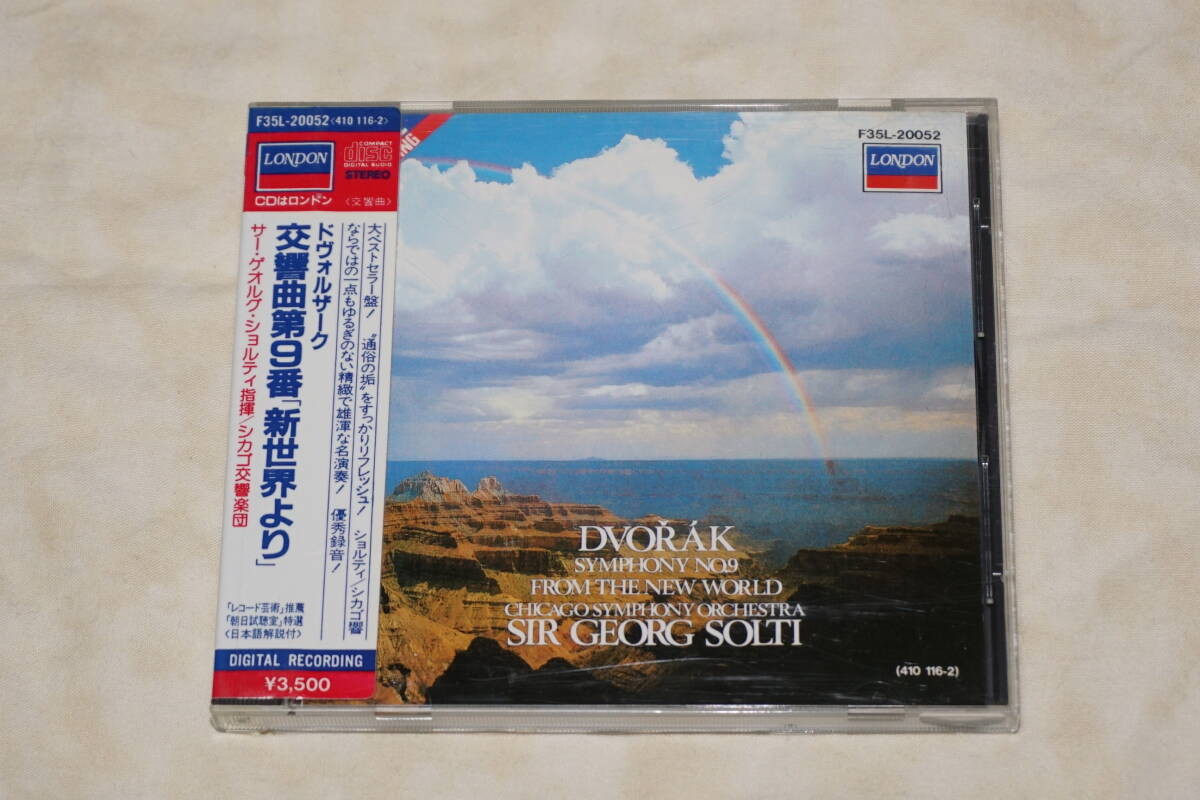 F35L-20052〈410 116-2〉
LONDON
COMPACT
disc
DIGITAL AUDIO
STEREO
CDはロンドン
〈交響曲〉
大ベストセラー盤! “通俗の垢”をすっかりリフレッシュ! ショルティ/シカゴ響
ならではの一点もゆるぎのない精緻で雄渾な名演奏! 優秀録音!
ドヴォルザーク
交響曲第9番「新世界より」
サー・ゲオルグ・ショルティ指揮/シカゴ交響楽団
「レコード芸術」推薦
「朝日試聴室」特選
〈日本語解説付〉
DIGITAL RECORDING
¥3,500
F35L-20052
LONDON
DVOŘÁK
SYMPHONY NO.9
FROM THE NEW WORLD
CHICAGO SYMPHONY ORCHESTRA
SIR GEORG SOLTI
(410 116-2)